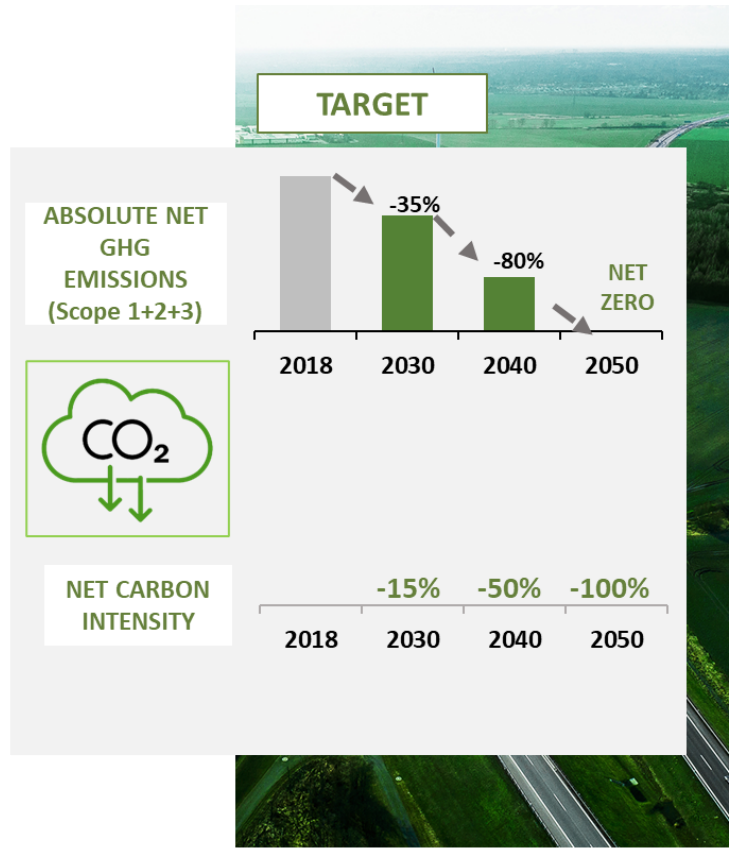 TARGET
ABSOLUTE NET
GHG
EMISSIONS
(Scope 1+2+3)
-35%
-80%
NET
ZERO
2018 2030 2040 2050
CO₂
NET CARBON
INTENSITY
-15% -50% -100%
2018 2030 2040 2050